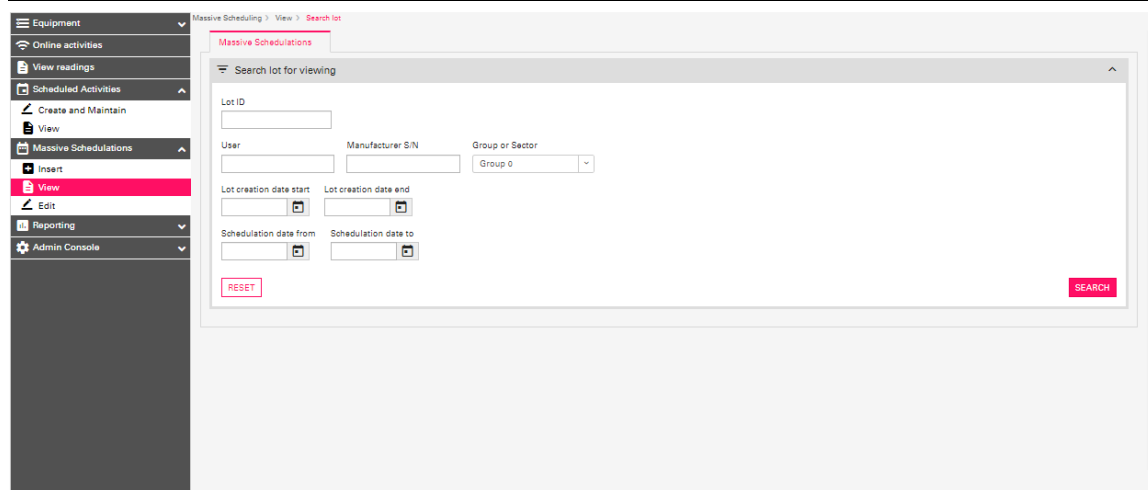 Equipment
Online activities
View readings
Scheduled Activities
Create and Maintain
View
Massive Schedulations
Insert
View
Edit
Reporting
Admin Console
Massive Scheduling > View > Search lot
Massive Schedulations
Search lot for viewing
Lot ID
User Manufacturer S/N Group or Sector
Group 0
Lot creation date start Lot creation date end
Schedulation date from Schedulation date to
RESET SEARCH